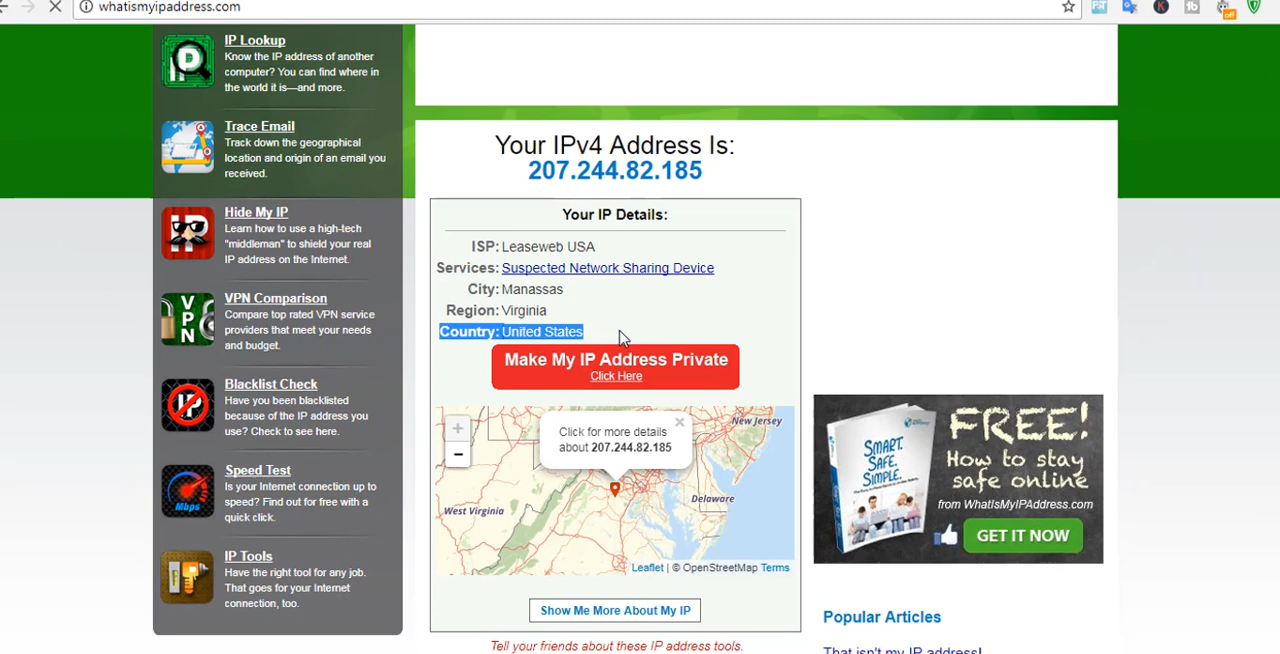 whatismyipaddress.com
IP Lookup
Know the IP address of another
computer? You can find where in
the world it is—and more.
Trace Email
Track down the geographical
location and origin of an email you
received.
Hide My IP
Learn how to use a high-tech
"middleman" to shield your real
IP address on the Internet.
VPN Comparison
Compare top rated VPN service
providers that meet your needs
and budget.
Blacklist Check
Have you been blacklisted
because of the IP address you
use? Check to see here.
Speed Test
Is your Internet connection up to
speed? Find out for free with a
quick click.
IP Tools
Have the right tool for any job.
That goes for your Internet
connection, too.
IP
VPN
IP
IP
Mbps
Your IPv4 Address Is:
207.244.82.185
Your IP Details:
ISP: Leaseweb USA
Services: Suspected Network Sharing Device
City: Manassas
Region: Virginia
Country: United States
Make My IP Address Private
Click Here
+
−
Click for more details
about 207.244.82.185
×
New Jersey
Delaware
West Virginia
Leaflet | © OpenStreetMap Terms
Show Me More About My IP
Tell your friends about these IP address tools.
SMART.
SAFE.
SIMPLE.
FREE!
How to stay
safe online
from WhatIsMyIPAddress.com
GET IT NOW
Popular Articles
That isn't my IP address!
off